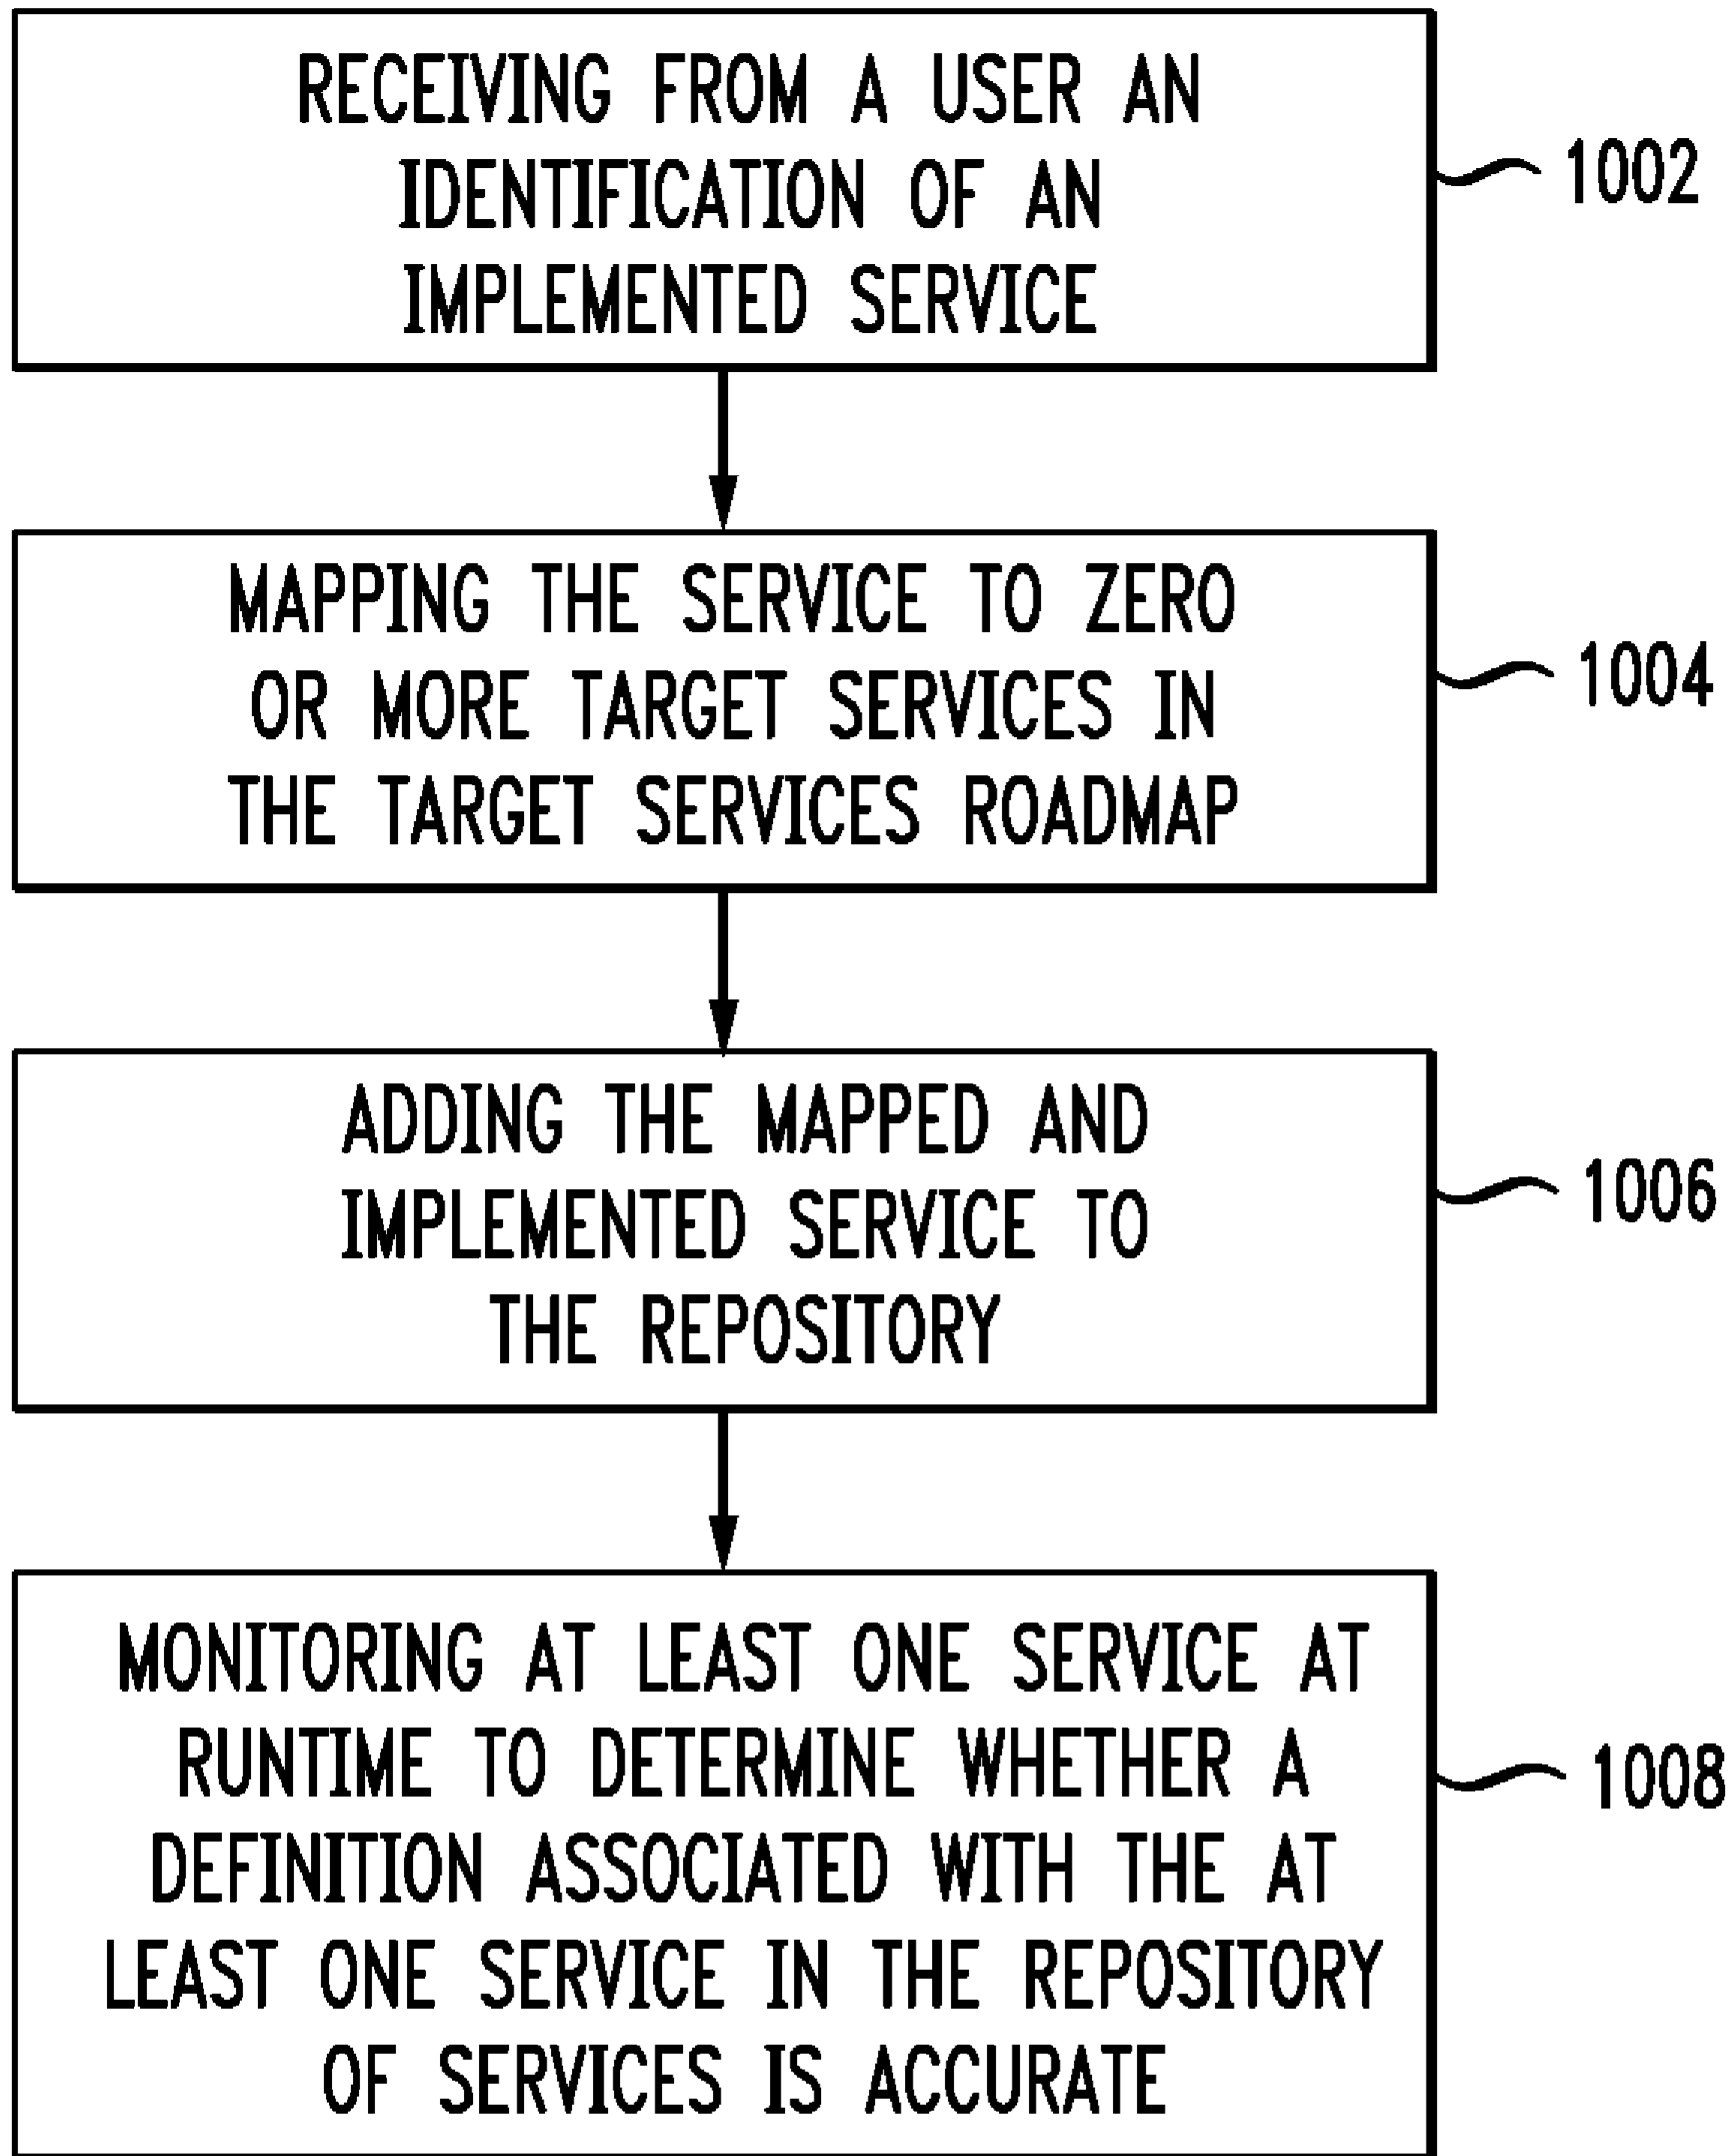 RECEIVING FROM A USER AN
IDENTIFICATION OF AN
IMPLEMENTED SERVICE
1002
MAPPING THE SERVICE TO ZERO
OR MORE TARGET SERVICES IN
THE TARGET SERVICES ROADMAP
1004
ADDING THE MAPPED AND
IMPLEMENTED SERVICE TO
THE REPOSITORY
1006
MONITORING AT LEAST ONE SERVICE AT
RUNTIME TO DETERMINE WHETHER A
DEFINITION ASSOCIATED WITH THE AT
LEAST ONE SERVICE IN THE REPOSITORY
OF SERVICES IS ACCURATE
1008